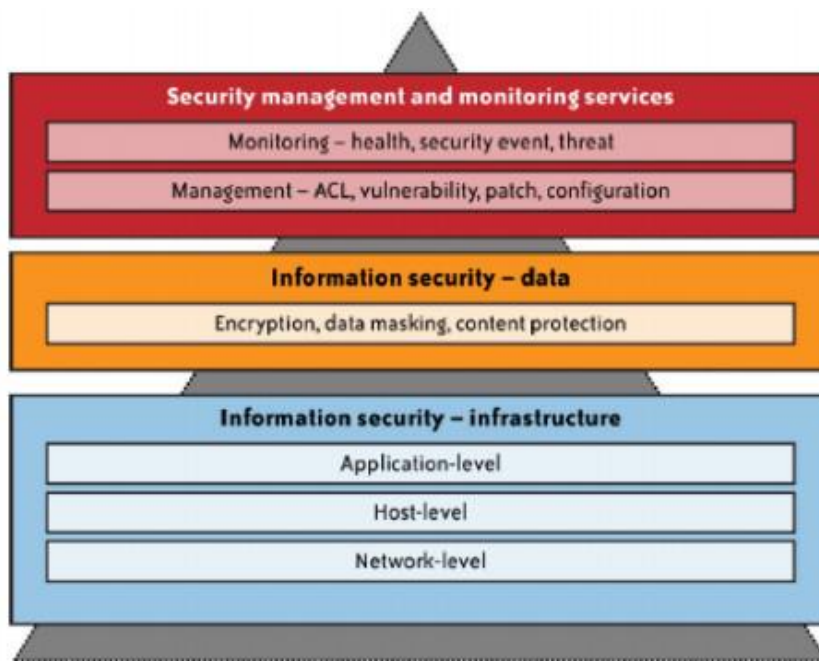 Security management and monitoring services
Monitoring – health, security event, threat
Management – ACL, vulnerability, patch, configuration
Information security – data
Encryption, data masking, content protection
Information security – infrastructure
Application-level
Host-level
Network-level